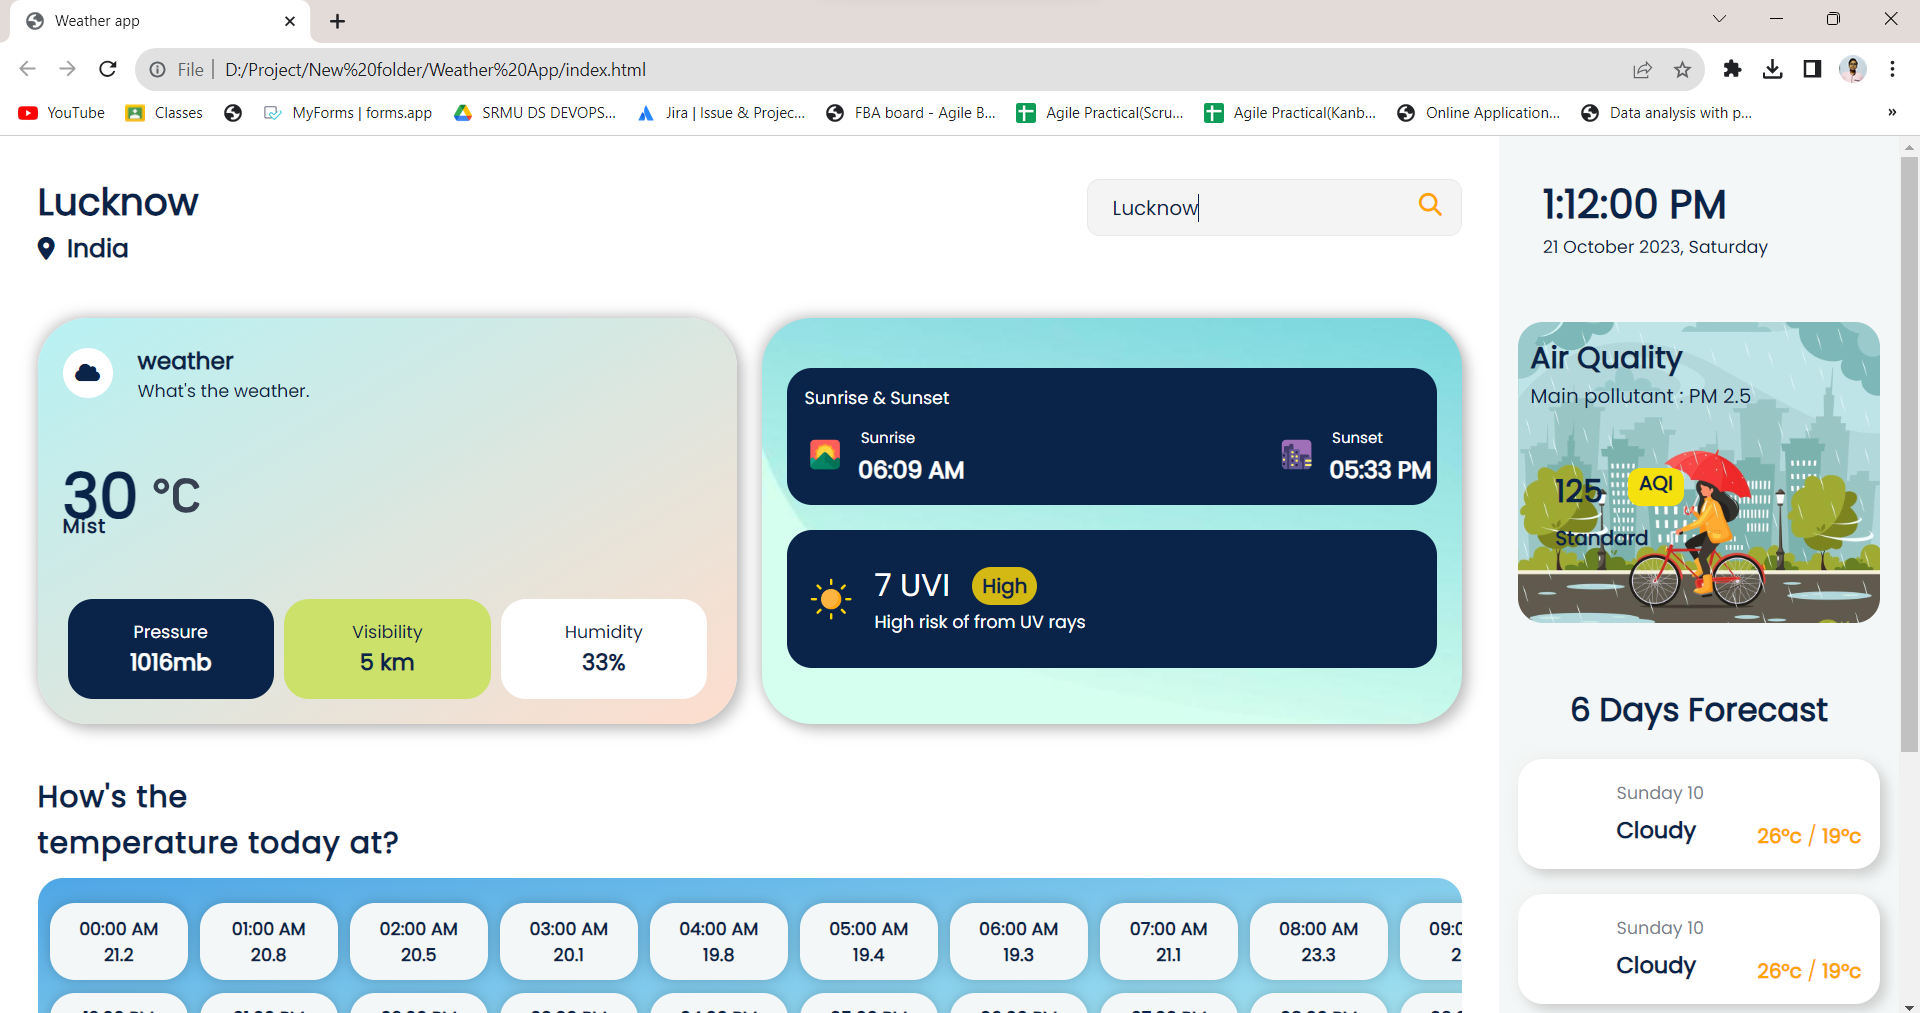 Weather app
File
D:/Project/New%20folder/Weather%20App/index.html
YouTube
Classes
MyForms | forms.app
SRMU DS DEVOPS...
Jira | Issue & Projec...
FBA board - Agile B...
Agile Practical(Scru...
Agile Practical(Kanb...
Online Application...
Data analysis with p...
»
Lucknow
India
Lucknow
1:12:00 PM
21 October 2023, Saturday
weather
What's the weather.
30 °C
Mist
Pressure
1016mb
Visibility
5 km
Humidity
33%
Sunrise & Sunset
Sunrise
06:09 AM
Sunset
05:33 PM
7 UVI High
High risk of from UV rays
Air Quality
Main pollutant : PM 2.5
125 AQI
Standard
6 Days Forecast
Sunday 10
Cloudy
26°c / 19°c
Sunday 10
Cloudy
26°c / 19°c
How's the
temperature today at?
00:00 AM
21.2
01:00 AM
20.8
02:00 AM
20.5
03:00 AM
20.1
04:00 AM
19.8
05:00 AM
19.4
06:00 AM
19.3
07:00 AM
21.1
08:00 AM
23.3